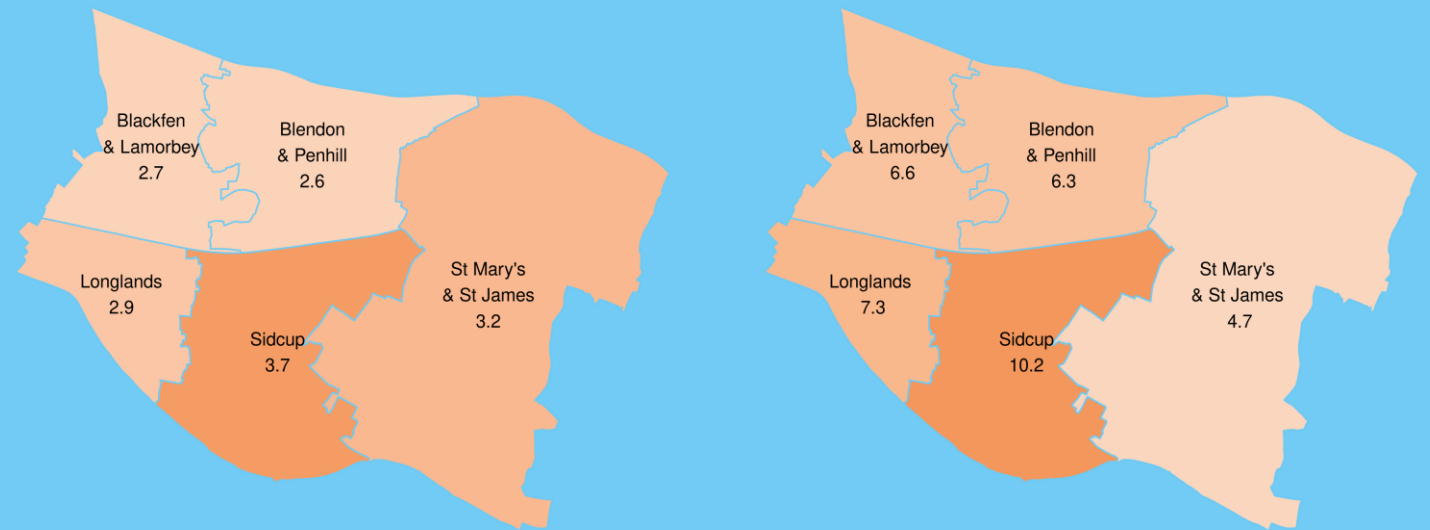 Blackfen
& Lamorbey
2.7
Blendon
& Penhill
2.6
Longlands
2.9
St Mary's
& St James
3.2
Sidcup
3.7
Blackfen
& Lamorbey
6.6
Blendon
& Penhill
6.3
Longlands
7.3
St Mary's
& St James
4.7
Sidcup
10.2